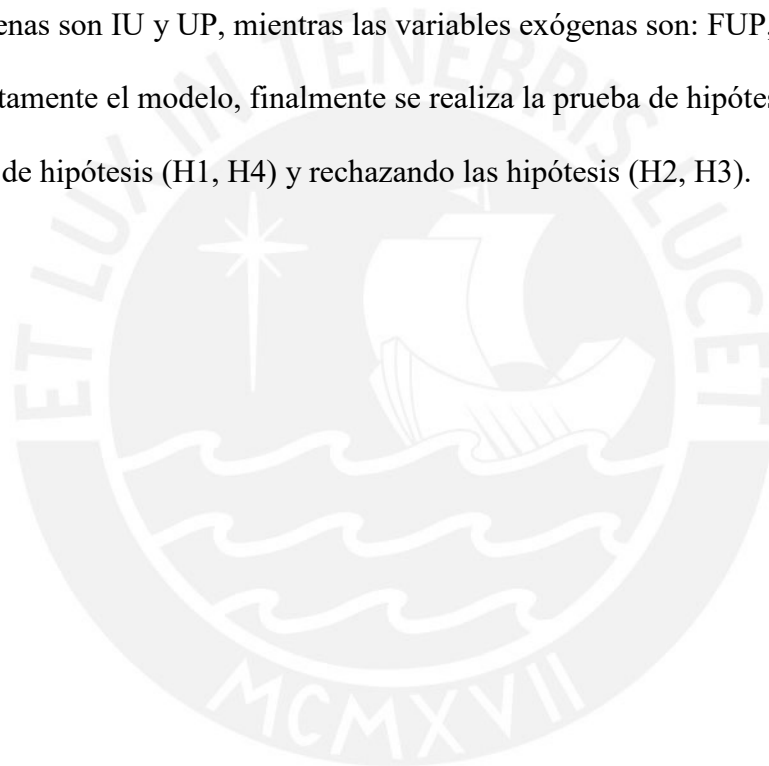 enas son IU y UP, mientras las variables exógenas son: FUP,
tamente el modelo, finalmente se realiza la prueba de hipótes
de hipótesis (H1, H4) y rechazando las hipótesis (H2, H3).
ET LUX IN TENEBRIS LUCET
MCMXVII